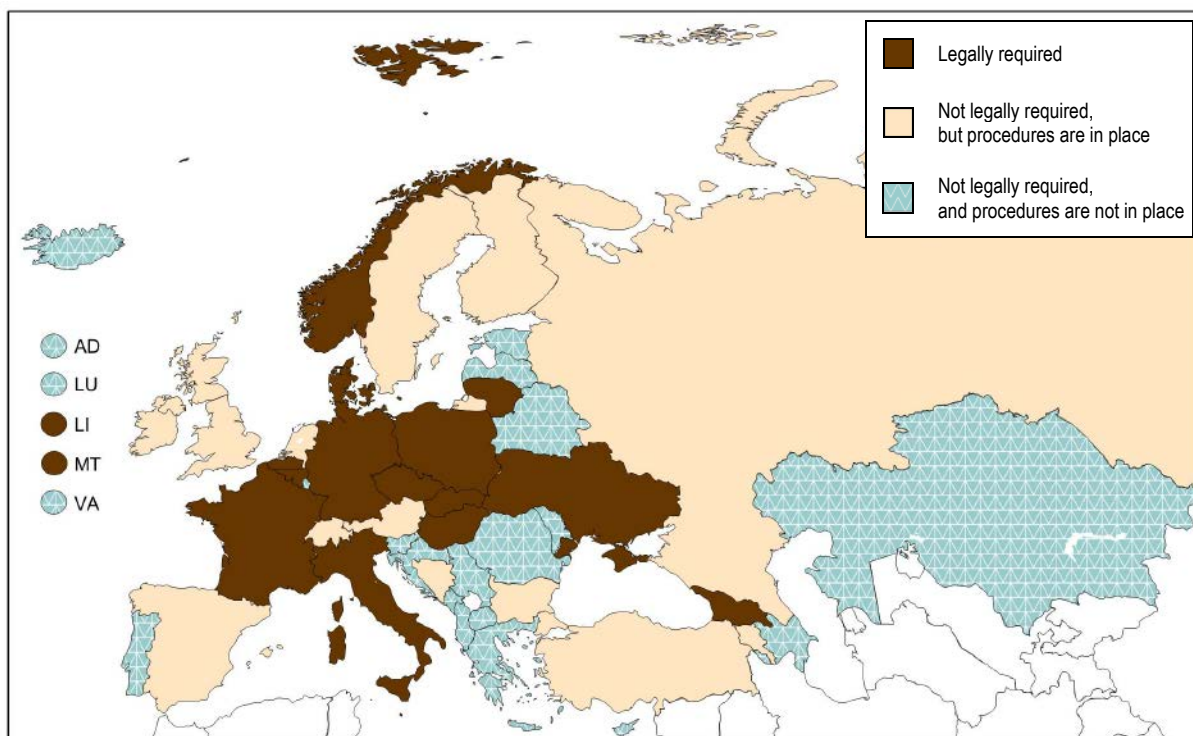 Legally required
Not legally required,
but procedures are in place
Not legally required,
and procedures are not in place
AD
LU
LI
MT
VA